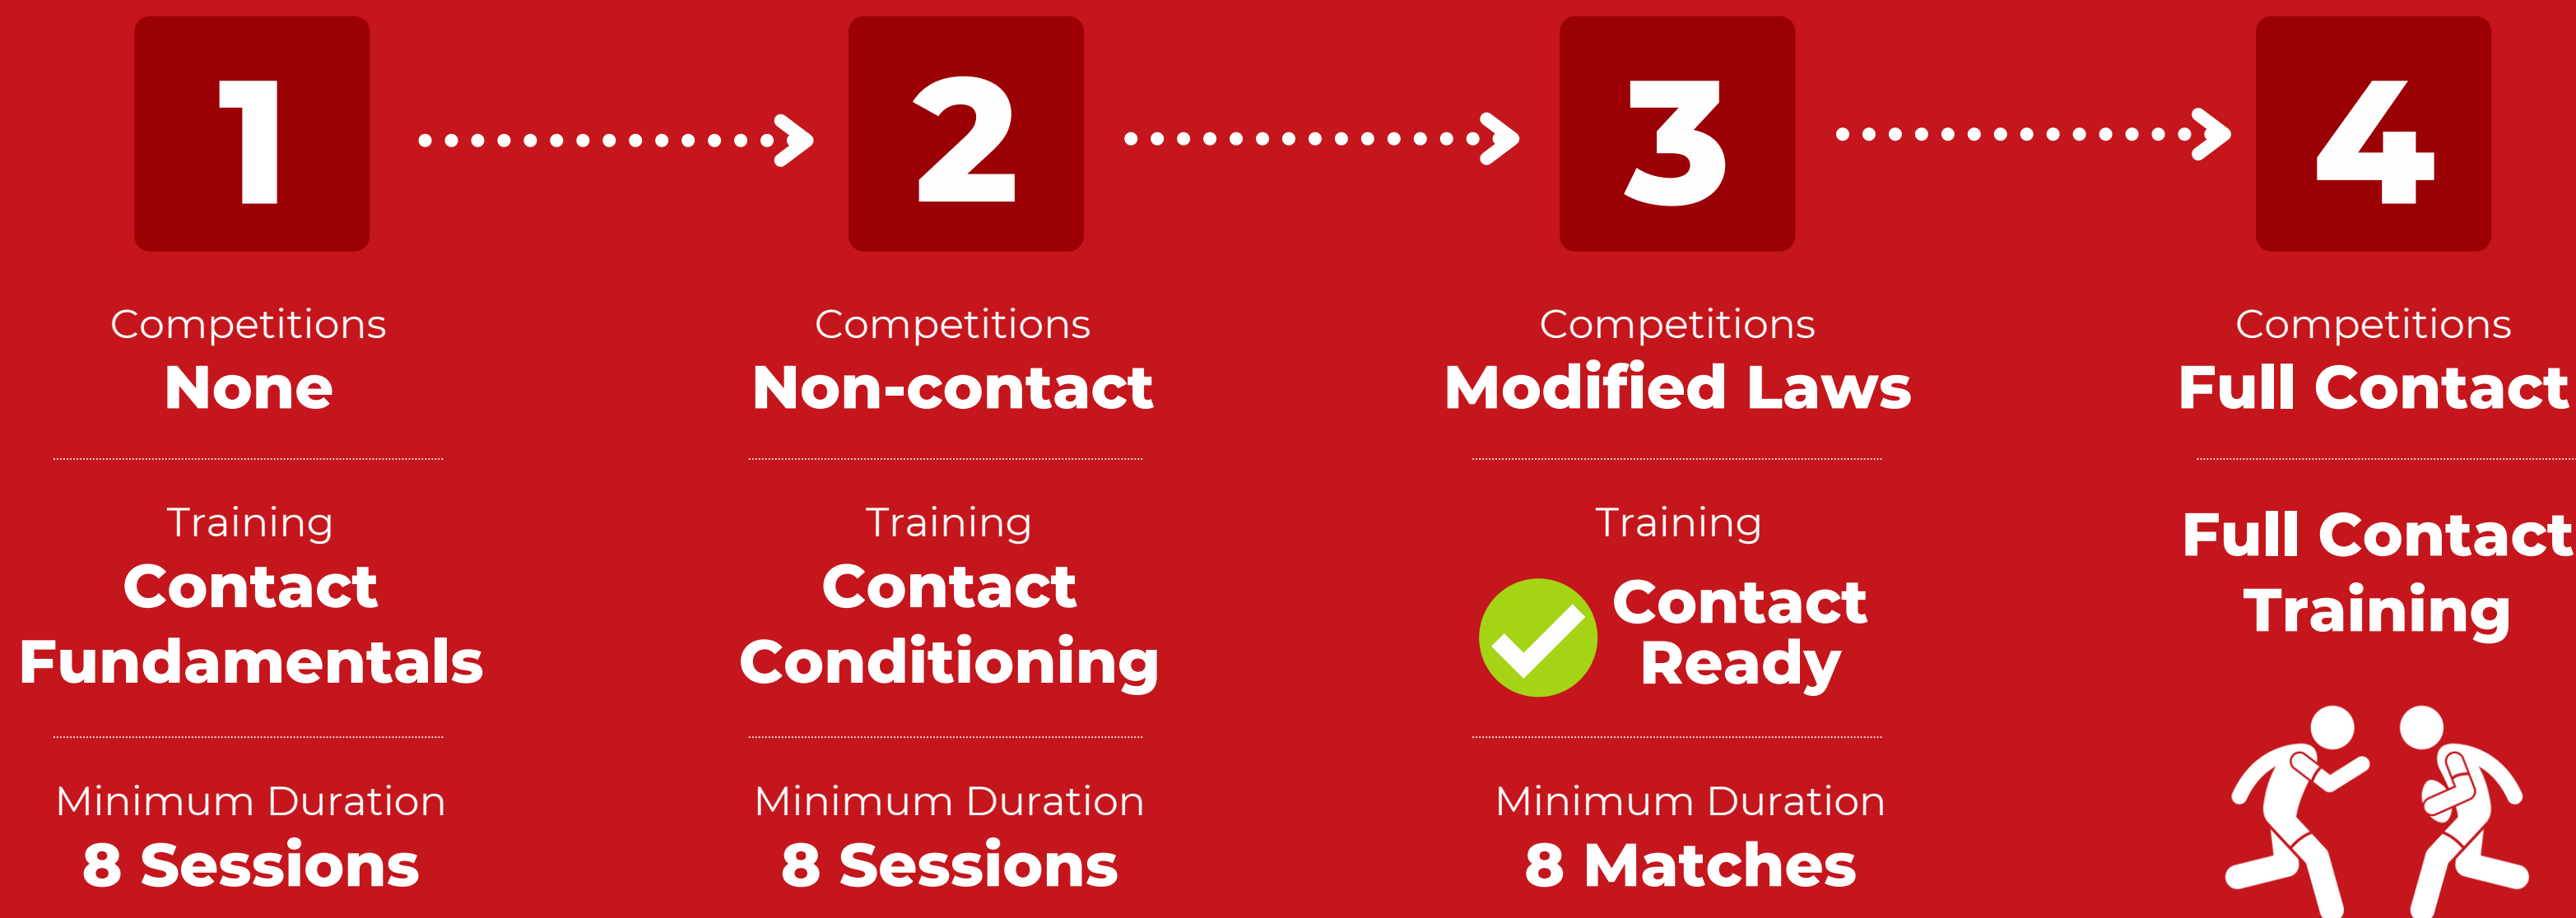 1
Competitions
None
Training
Contact
Fundamentals
Minimum Duration
8 Sessions
2
Competitions
Non-contact
Training
Contact
Conditioning
Minimum Duration
8 Sessions
3
Competitions
Modified Laws
Training
Contact
Ready
Minimum Duration
8 Matches
4
Competitions
Full Contact
Full Contact
Training